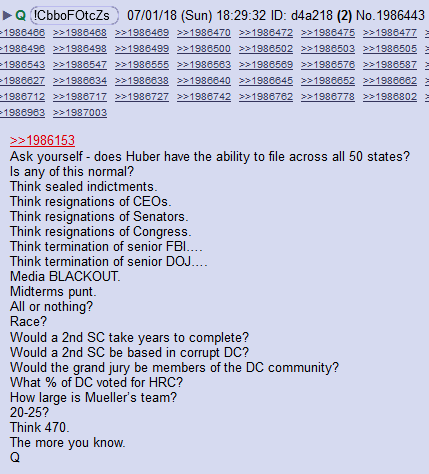 ▶ Q !CbboFOtcZs 07/01/18 (Sun) 18:29:32 ID: d4a218 (2) No.1986443
>1986466 >>1986468 >>1986469 >>1986470 >>1986472 >>1986475 >>1986477
>1986496 >>1986498 >>1986499 >>1986500 >>1986502 >>1986503 >>1986505
>1986543 >>1986547 >>1986555 >>1986563 >>1986569 >>1986576 >>1986587
>1986627 >>1986634 >>1986638 >>1986640 >>1986645 >>1986652 >>1986662
>1986712 >>1986717 >>1986727 >>1986742 >>1986762 >>1986778 >>1986802
>1986963 >>1987003
>>1986153
Ask yourself - does Huber have the ability to file across all 50 states?
Is any of this normal?
Think sealed indictments.
Think resignations of CEOs.
Think resignations of Senators.
Think resignations of Congress.
Think termination of senior FBI....
Think termination of senior DOJ....
Media BLACKOUT.
Midterms punt.
All or nothing?
Race?
Would a 2nd SC take years to complete?
Would a 2nd SC be based in corrupt DC?
Would the grand jury be members of the DC community?
What % of DC voted for HRC?
How large is Mueller's team?
20-25?
Think 470.
The more you know.
Q